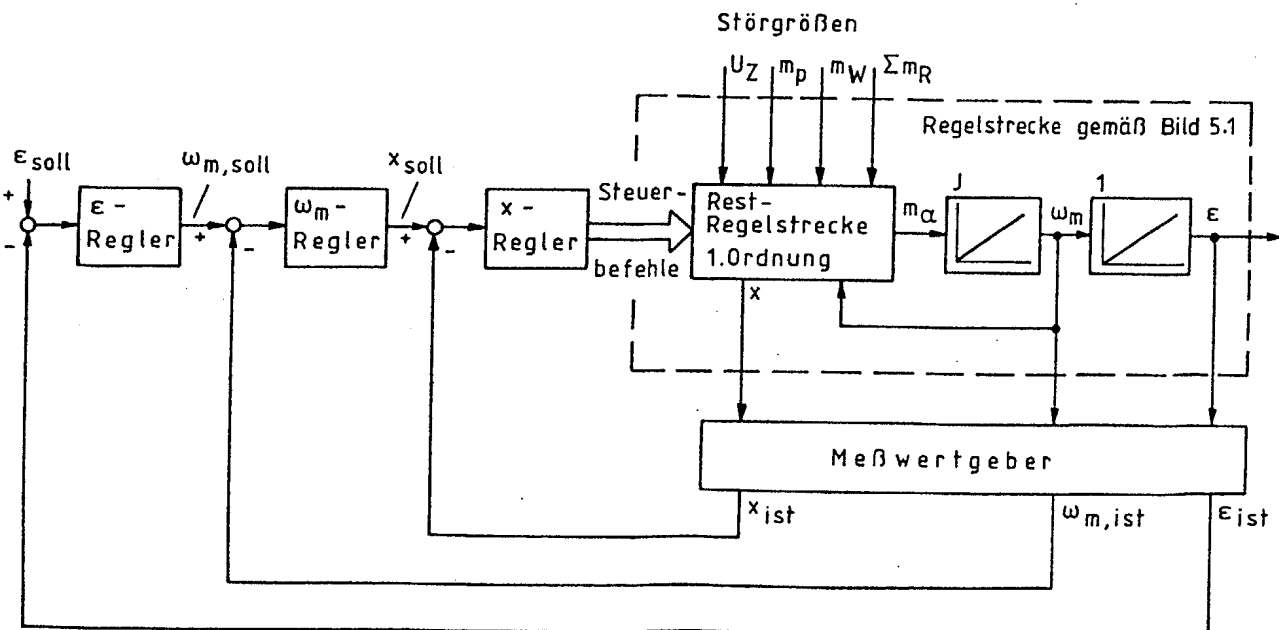 Störgrößen
U_Z m_p m_W Σm_R
Regelstrecke gemäß Bild 5.1
ε_soll
ω_m,soll
x_soll
+
-
ε-
Regler
+
-
ω_m-
Regler
+
-
x-
Regler
Steuer-
befehle
Rest-
Regelstrecke
1.Ordnung
x
m_α
J
ω_m
1
ε
Meßwertgeber
x_ist
ω_m,ist
ε_ist